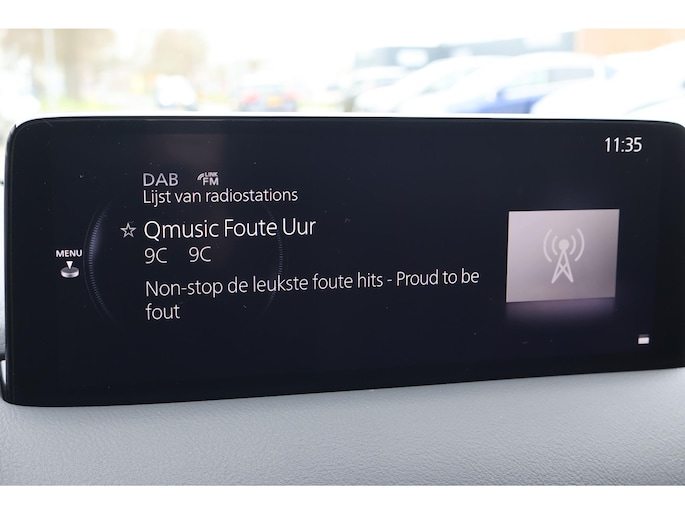 11:35
DAB LINK FM
Lijst van radiostations
Qmusic Foute Uur
MENU
9C 9C
Non-stop de leukste foute hits - Proud to be
fout